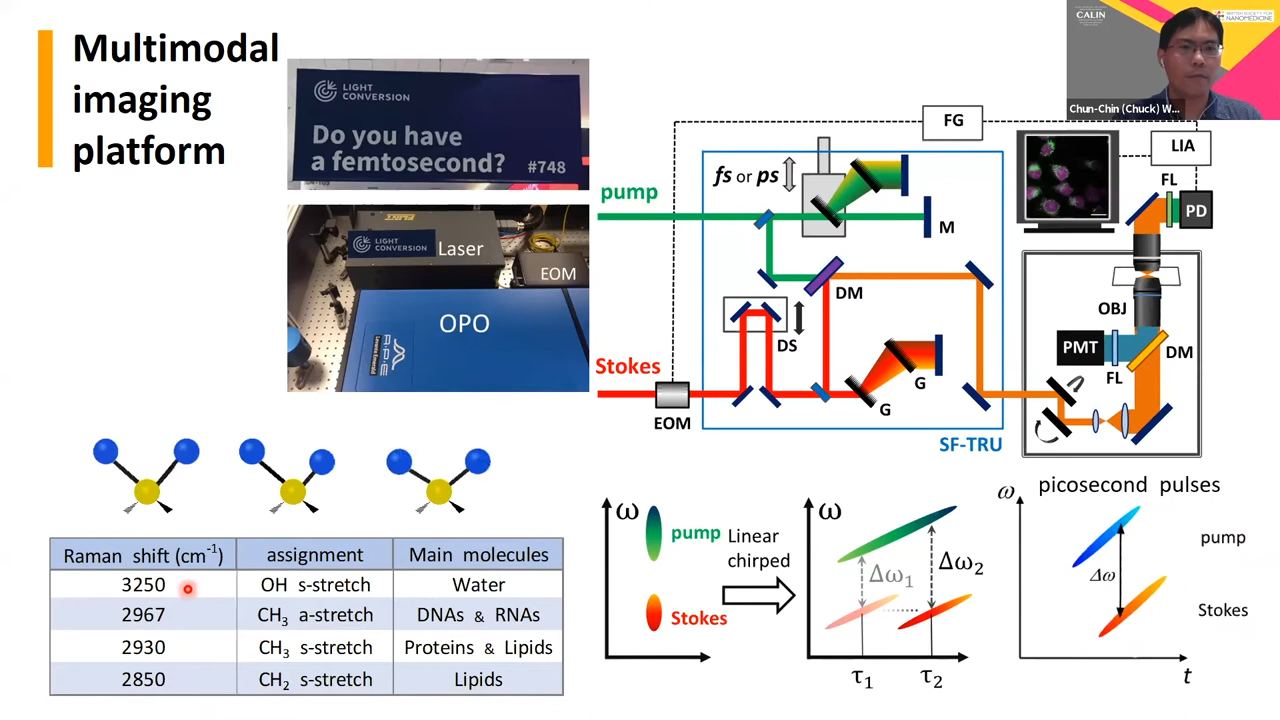 Multimodal
imaging
platform
LIGHT
CONVERSION
Do you have
a femtosecond? #748
LIGHT
CONVERSION
Laser
EOM
OPO
A.P.E
CALIN
NANOMEDICINE
Chun-Chin (Chuck) W...
FG
LIA
FL
PD
fs or ps
pump
M
DM
DS
OBJ
PMT
DM
FL
Stokes
EOM
G
G
SF-TRU
Raman shift (cm-1) assignment Main molecules
3250 OH s-stretch Water
2967 CH3 a-stretch DNAs & RNAs
2930 CH3 s-stretch Proteins & Lipids
2850 CH2 s-stretch Lipids
ω
pump
Stokes
Linear
chirped
ω
Δω1
Δω2
τ1 τ2
ω
picosecond pulses
pump
Δω
Stokes
t